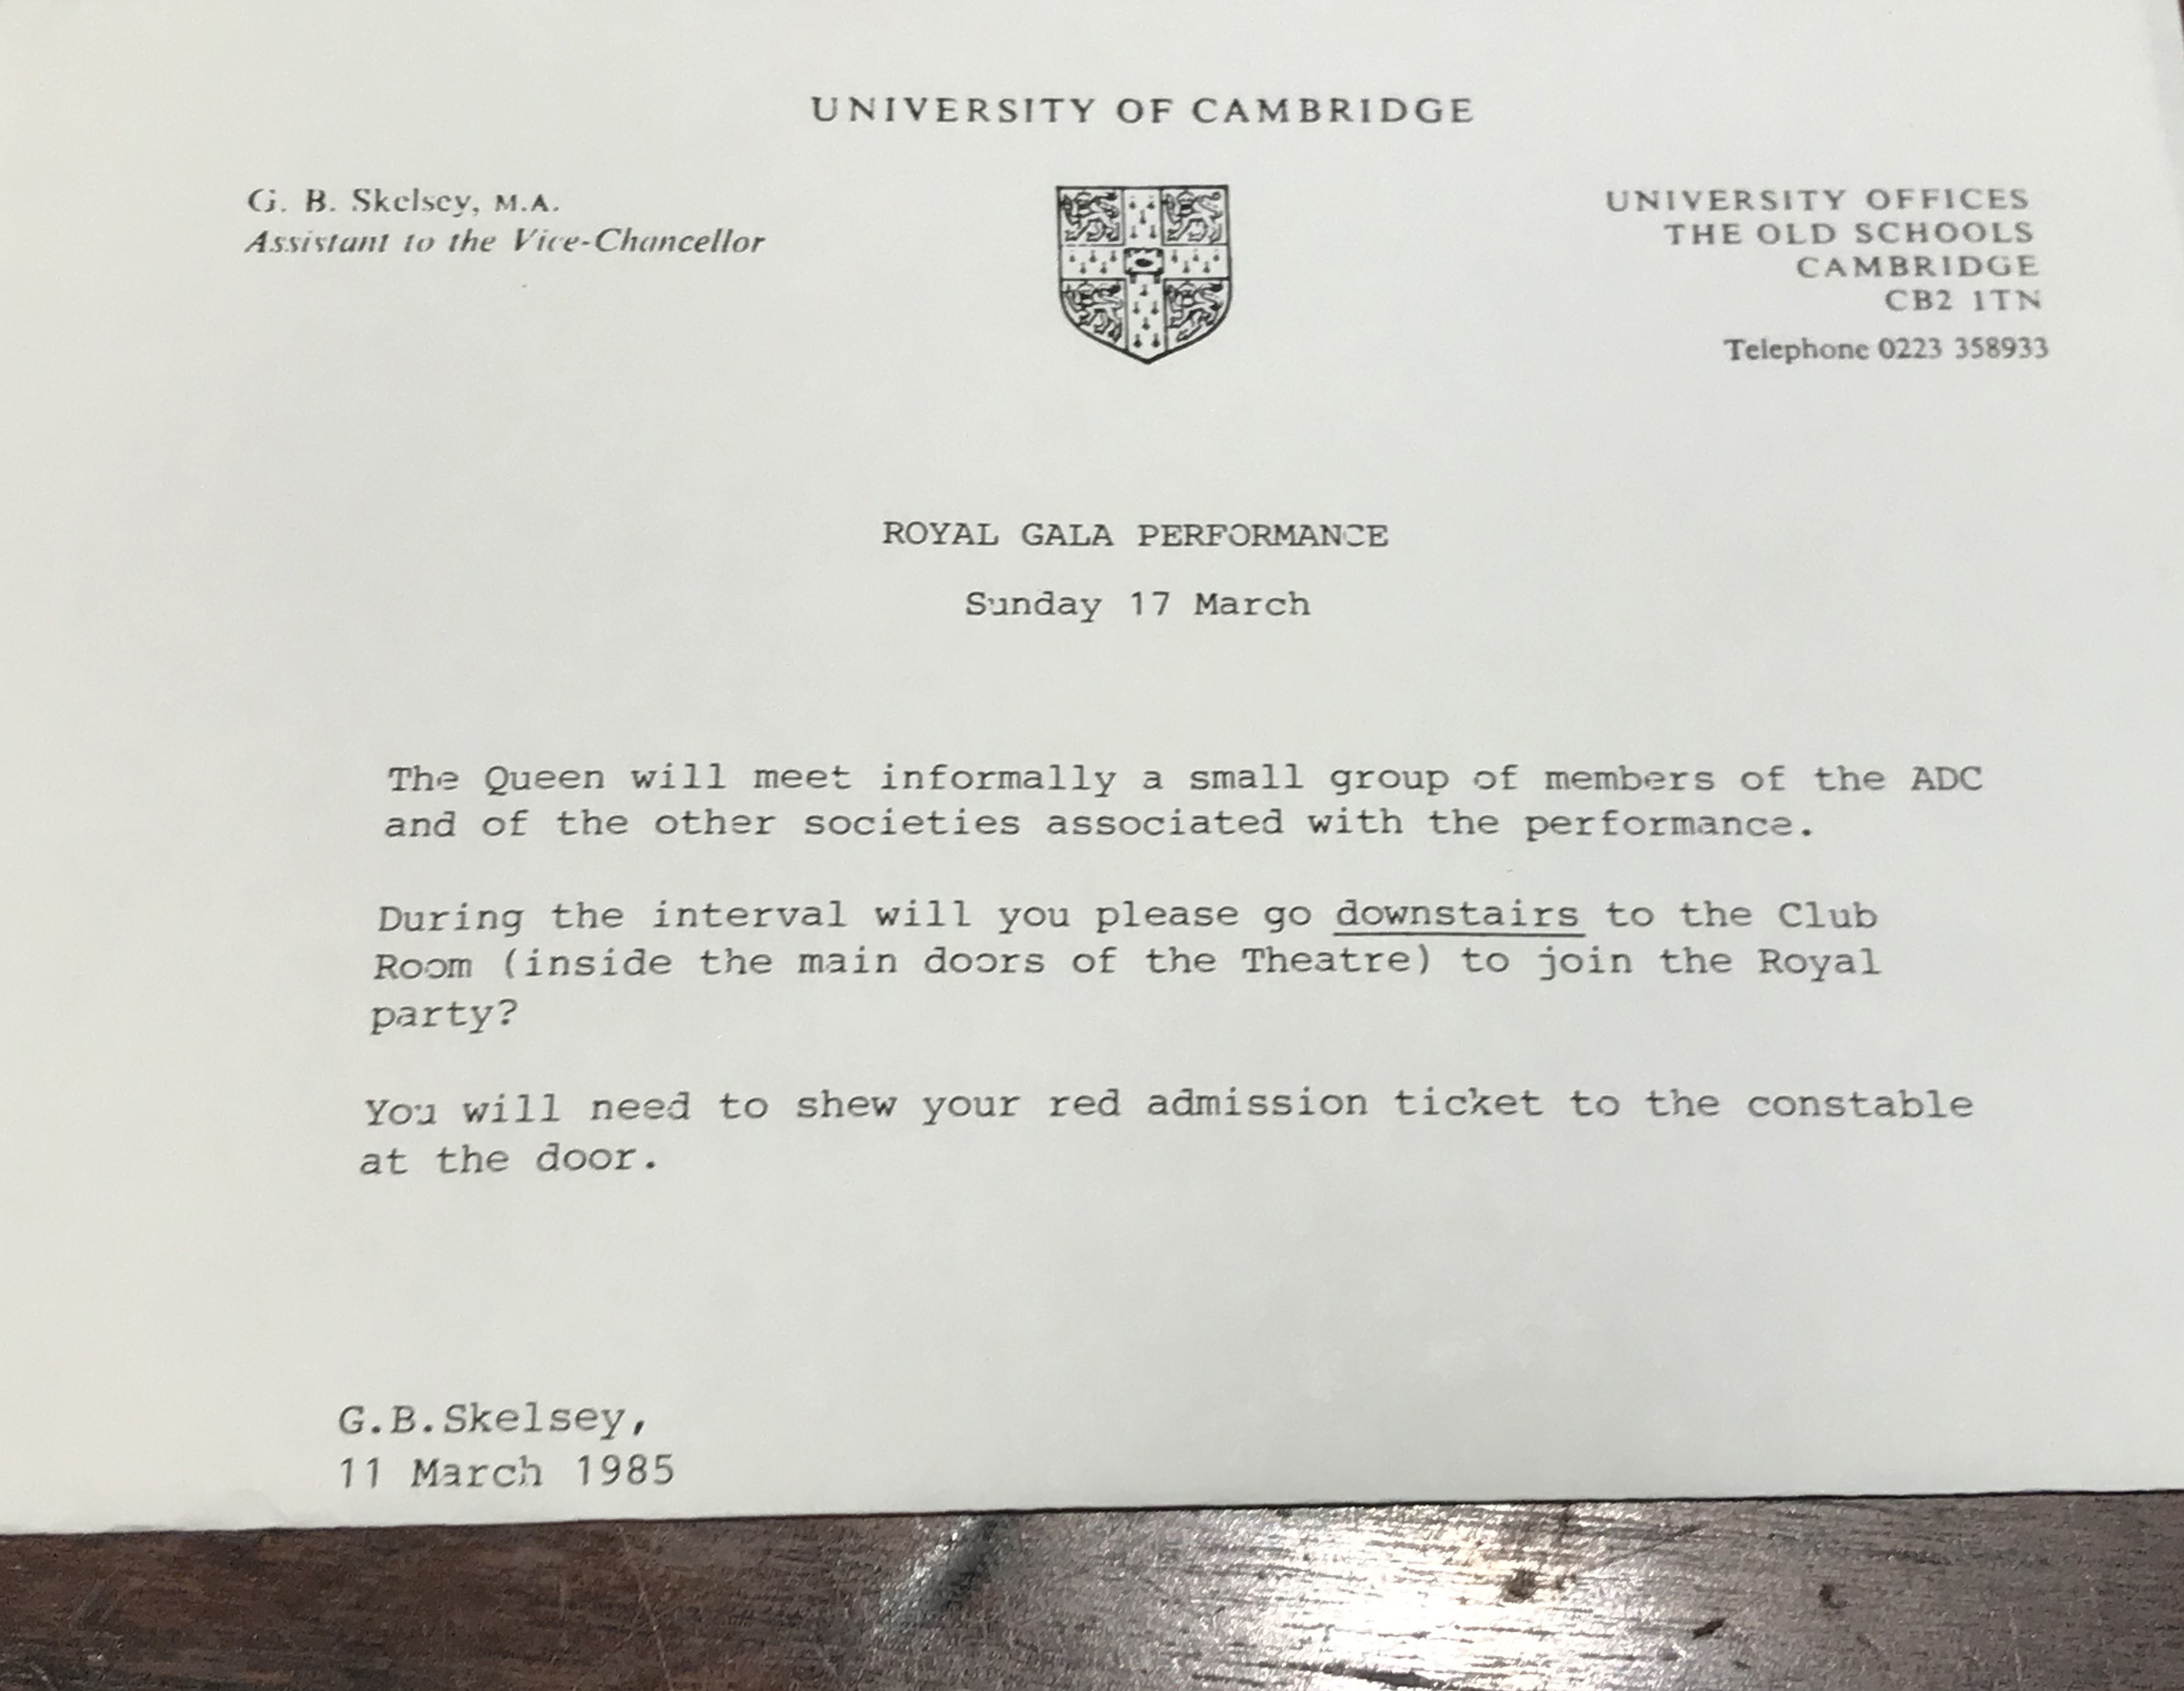 UNIVERSITY OF CAMBRIDGE
G. B. Skelsey, M.A.
Assistant to the Vice-Chancellor
UNIVERSITY OFFICES
THE OLD SCHOOLS
CAMBRIDGE
CB2 1TN
Telephone 0223 358933
ROYAL GALA PERFORMANCE
Sunday 17 March
The Queen will meet informally a small group of members of the ADC
and of the other societies associated with the performance.
During the interval will you please go downstairs to the Club
Room (inside the main doors of the Theatre) to join the Royal
party?
You will need to shew your red admission ticket to the constable
at the door.
G.B.Skelsey,
11 March 1985